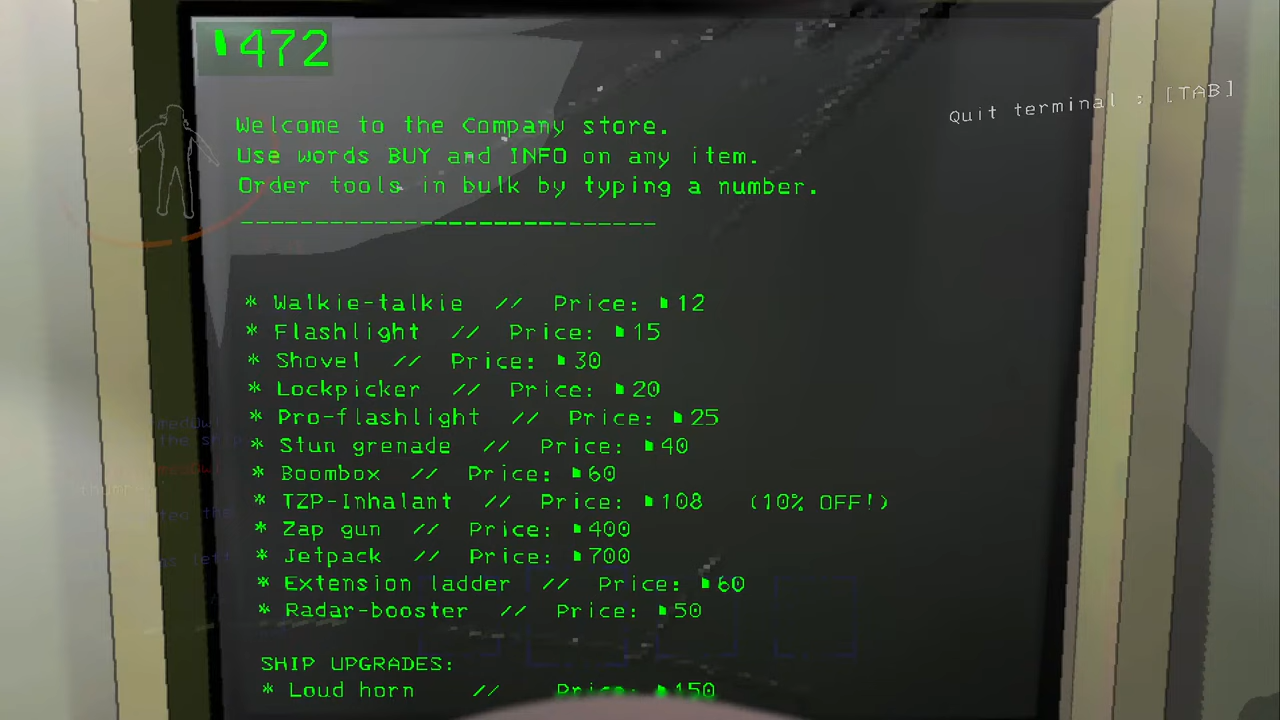 ▮472
Quit terminal : [TAB]
Welcome to the Company store.
Use words BUY and INFO on any item.
Order tools in bulk by typing a number.
----------------------------
* Walkie-talkie // Price: ▮12
* Flashlight // Price: ▮15
* Shovel // Price: ▮30
* Lockpicker // Price: ▮20
* Pro-flashlight // Price: ▮25
* Stun grenade // Price: ▮40
* Boombox // Price: ▮60
* TZP-Inhalant // Price: ▮108 (10% OFF!)
* Zap gun // Price: ▮400
* Jetpack // Price: ▮700
* Extension ladder // Price: ▮60
* Radar-booster // Price: ▮50
SHIP UPGRADES:
* Loud horn // Price: ▮150